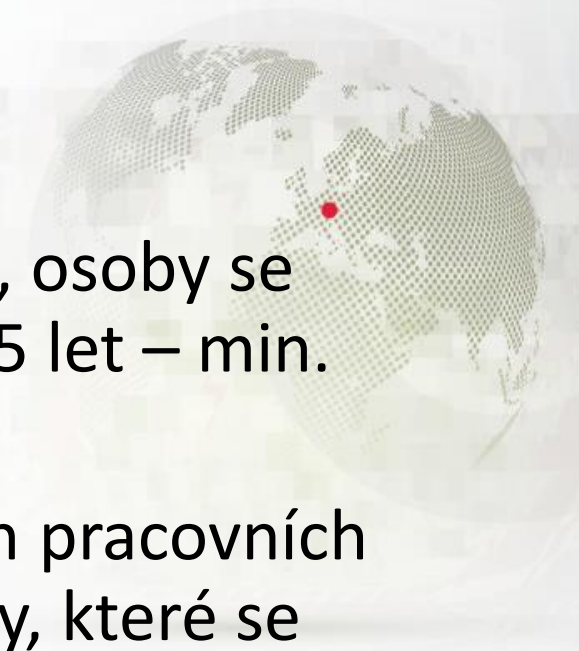 , osoby se
5 let – min.
h pracovních
y, které se